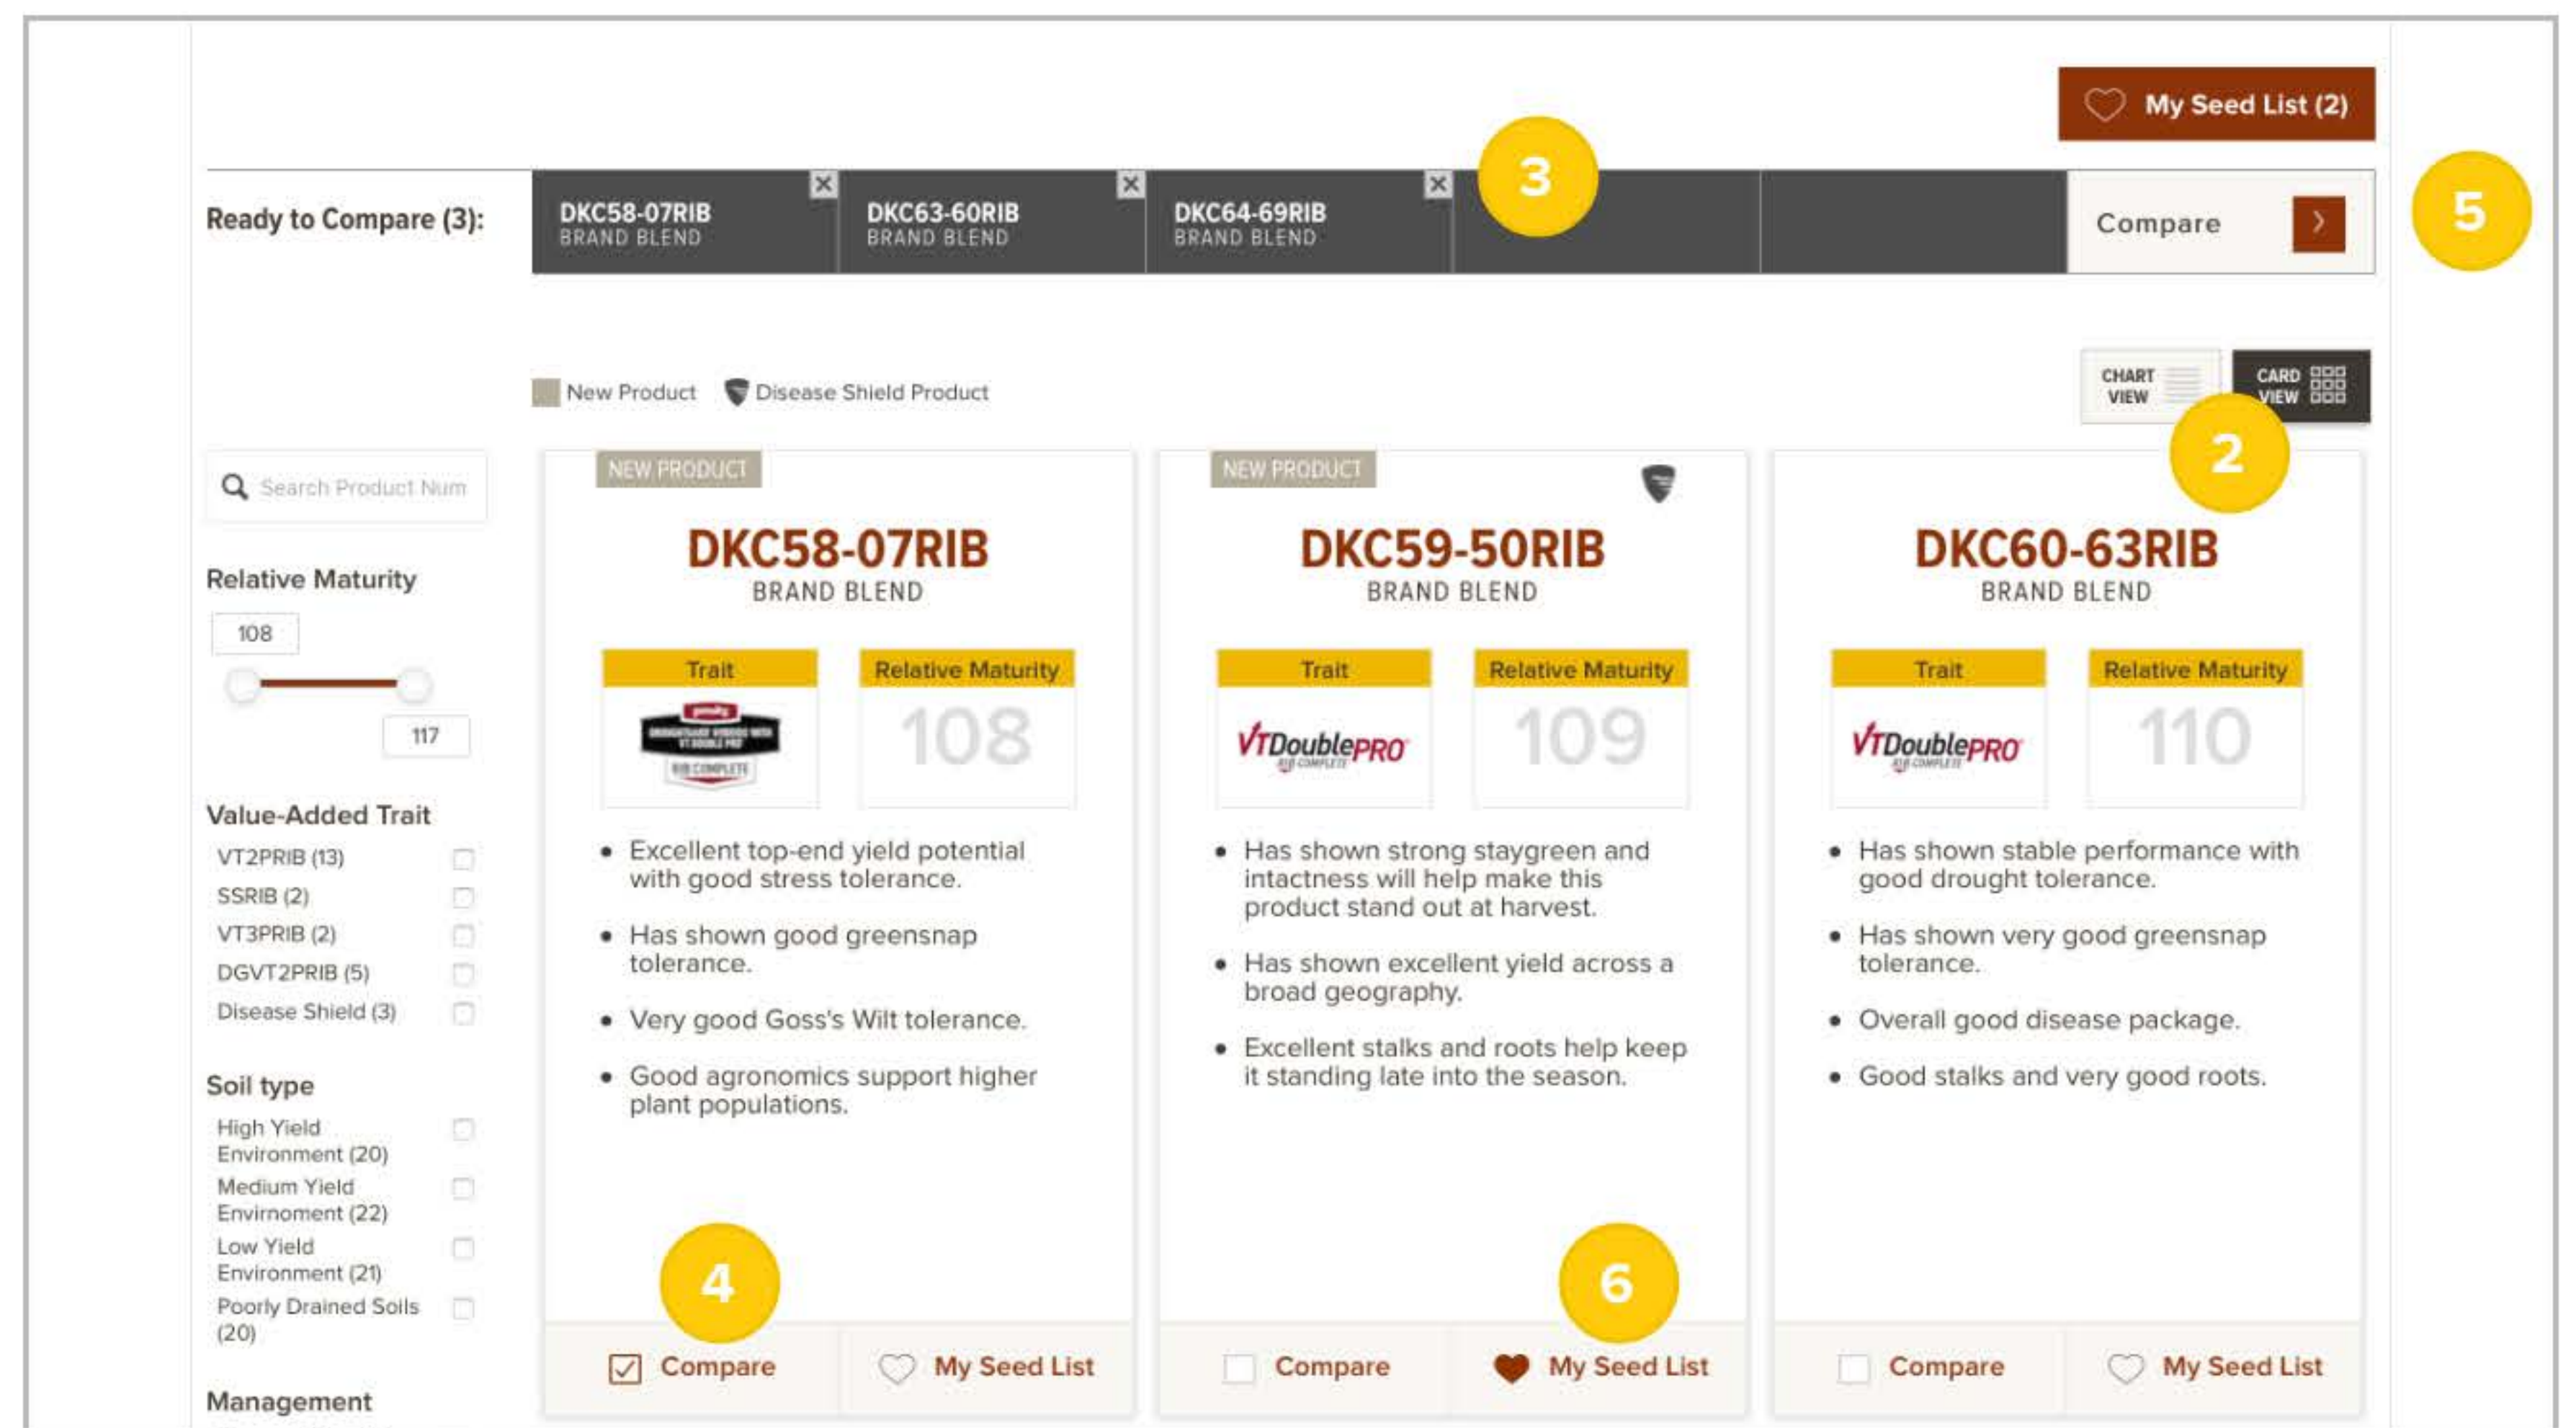 My Seed List (2)
3
5
Ready to Compare (3):
DKC58-07RIB
BRAND BLEND
DKC63-60RIB
BRAND BLEND
DKC64-69RIB
BRAND BLEND
Compare
New Product
Disease Shield Product
CHART
VIEW
CARD
VIEW
2
Search Product Num
Relative Maturity
108
117
Value-Added Trait
VT2PRIB (13)
SSRIB (2)
VT3PRIB (2)
DGVT2PRIB (5)
Disease Shield (3)
Soil type
High Yield
Environment (20)
Medium Yield
Envirnoment (22)
Low Yield
Environment (21)
Poorly Drained Soils
(20)
Management
NEW PRODUCT
DKC58-07RIB
BRAND BLEND
Trait
Relative Maturity
VT DOUBLE PRO
RIB COMPLETE
108
• Excellent top-end yield potential
with good stress tolerance.
• Has shown good greensnap
tolerance.
• Very good Goss's Wilt tolerance.
• Good agronomics support higher
plant populations.
4
Compare
My Seed List
NEW PRODUCT
DKC59-50RIB
BRAND BLEND
Trait
Relative Maturity
VTDoublePRO
RIB COMPLETE
109
• Has shown strong staygreen and
intactness will help make this
product stand out at harvest.
• Has shown excellent yield across a
broad geography.
• Excellent stalks and roots help keep
it standing late into the season.
6
Compare
My Seed List
DKC60-63RIB
BRAND BLEND
Trait
Relative Maturity
VTDoublePRO
RIB COMPLETE
110
• Has shown stable performance with
good drought tolerance.
• Has shown very good greensnap
tolerance.
• Overall good disease package.
• Good stalks and very good roots.
Compare
My Seed List